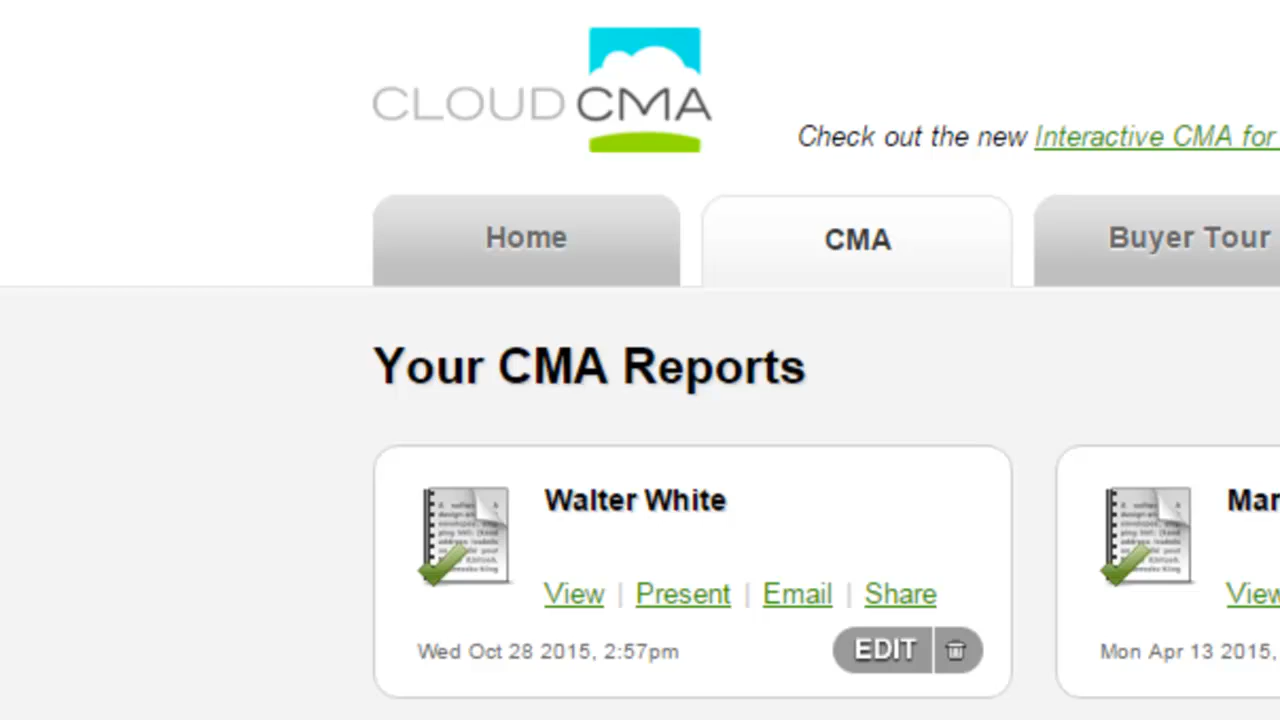 CLOUD CMA
Check out the new Interactive CMA for
Home
CMA
Buyer Tour
Your CMA Reports
Walter White
View | Present | Email | Share
Wed Oct 28 2015, 2:57pm
EDIT
Mar
View
Mon Apr 13 2015,